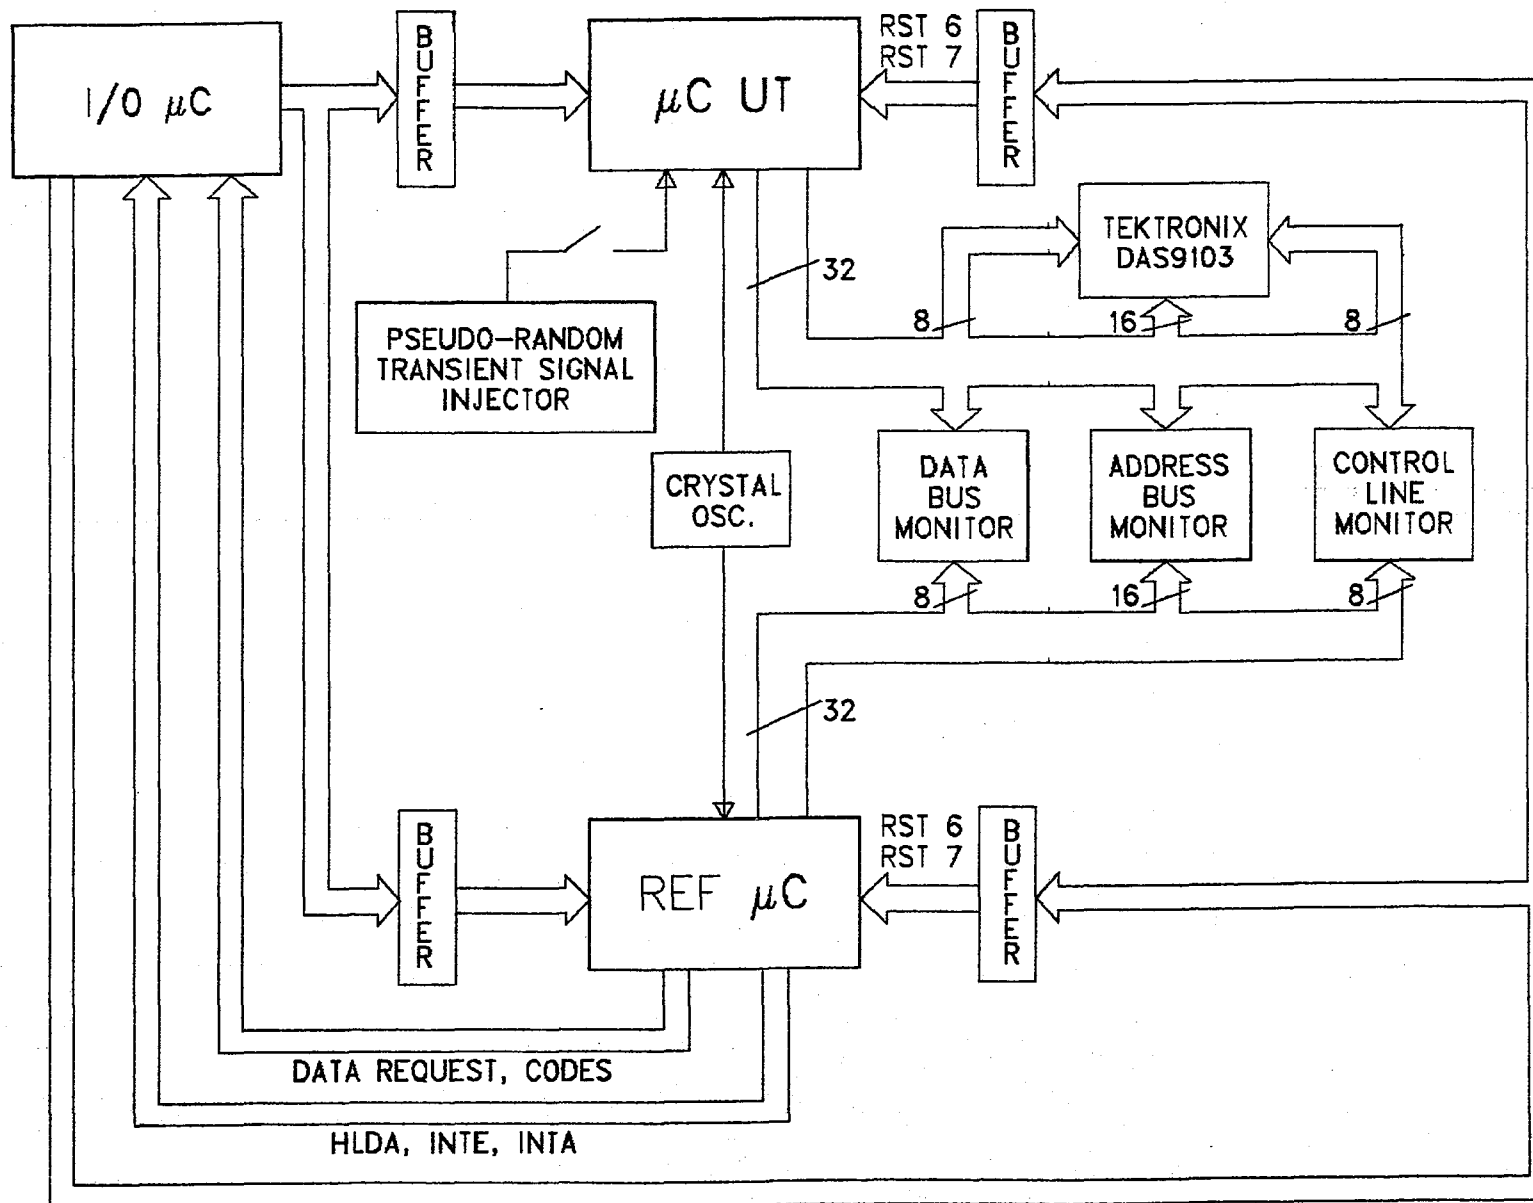 I/O μC
BUFFER
μC UT
RST 6
RST 7
BUFFER
TEKTRONIX
DAS9103
32
8
16
8
PSEUDO-RANDOM
TRANSIENT SIGNAL
INJECTOR
CRYSTAL
OSC.
DATA
BUS
MONITOR
ADDRESS
BUS
MONITOR
CONTROL
LINE
MONITOR
8
16
8
32
BUFFER
REF μC
RST 6
RST 7
BUFFER
DATA REQUEST, CODES
HLDA, INTE, INTA